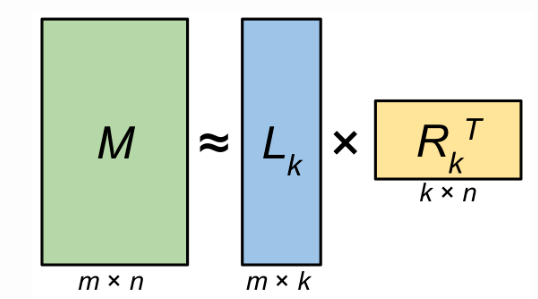 M ≈ L_k × R_k^T
m × n
m × k
k × n